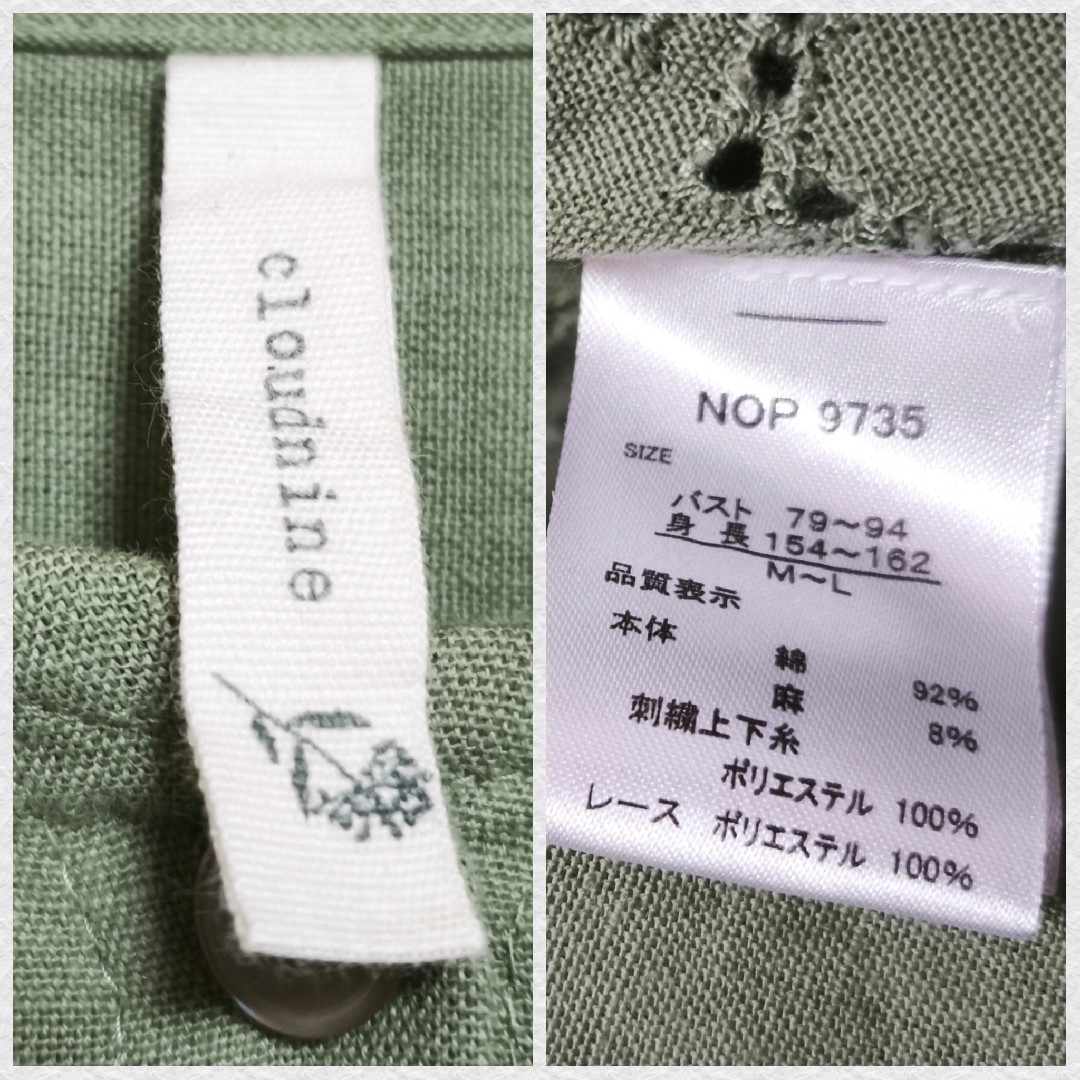 cloudnine
NOP 9735
SIZE
バスト 79～94
身長 154～162
M～L
品質表示
本体
綿 92%
麻 8%
刺繍上下糸
ポリエステル 100%
レース ポリエステル 100%